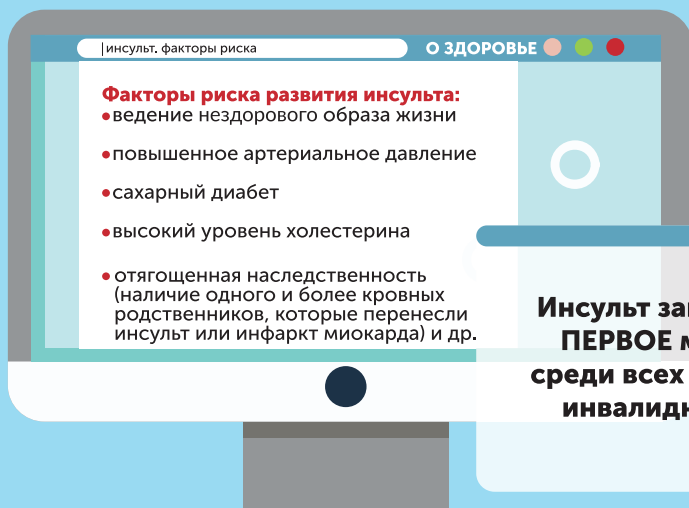 инсульт. факторы риска
О ЗДОРОВЬЕ
Факторы риска развития инсульта:
•ведение нездорового образа жизни
•повышенное артериальное давление
•сахарный диабет
•высокий уровень холестерина
•отягощенная наследственность
(наличие одного и более кровных
родственников, которые перенесли
инсульт или инфаркт миокарда) и др.
Инсульт
ПЕРВОЕ
среди всех